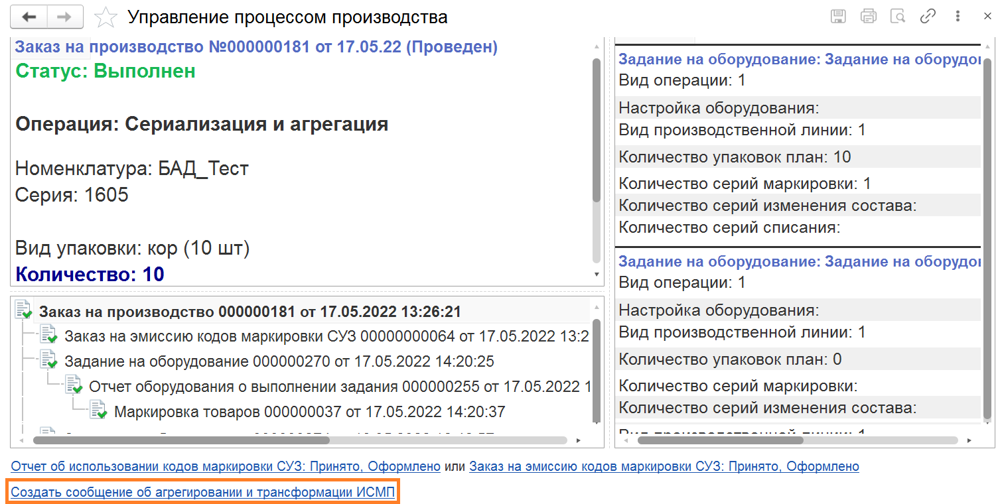 Управление процессом производства
Заказ на производство №000000181 от 17.05.22 (Проведен)
Статус: Выполнен
Операция: Сериализация и агрегация
Номенклатура: БАД_Тест
Серия: 1605
Вид упаковки: кор (10 шт)
Количество: 10
Заказ на производство 000000181 от 17.05.2022 13:26:21
Заказ на эмиссию кодов маркировки СУЗ 00000000064 от 17.05.2022 13:2
Задание на оборудование 000000270 от 17.05.2022 14:20:25
Отчет оборудования о выполнении задания 000000255 от 17.05.2022 1
Маркировка товаров 000000037 от 17.05.2022 14:20:37
Задание на оборудование: Задание на оборудо
Вид операции: 1
Настройка оборудования:
Вид производственной линии: 1
Количество упаковок план: 10
Количество серий маркировки: 1
Количество серий изменения состава:
Количество серий списания:
Задание на оборудование: Задание на оборудо
Вид операции: 1
Настройка оборудования:
Вид производственной линии: 1
Количество упаковок план: 0
Количество серий маркировки:
Количество серий изменения состава:
Вид производственной линии: 1
Отчет об использовании кодов маркировки СУЗ: Принято, Оформлено или Заказ на эмиссию кодов маркировки СУЗ: Принято, Оформлено
Создать сообщение об агрегировании и трансформации ИСМП